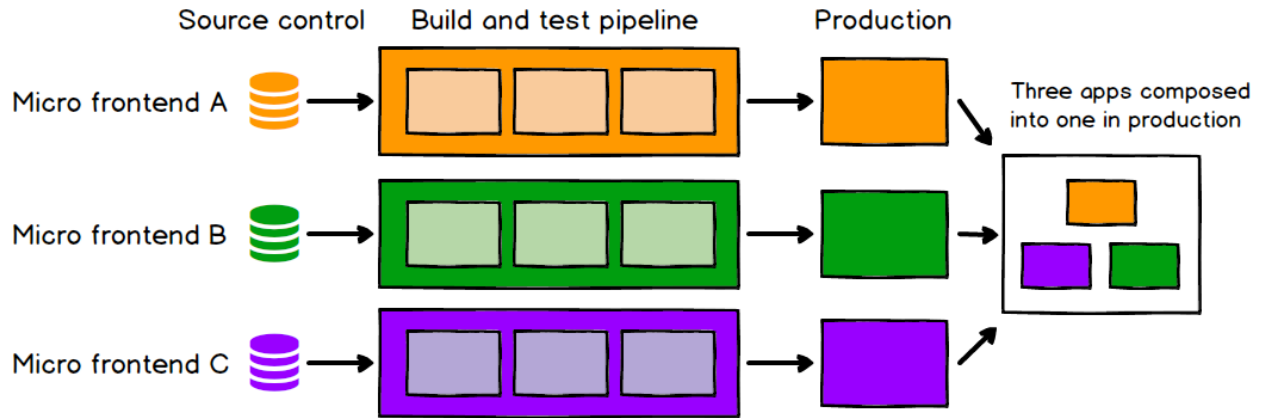 Source control
Build and test pipeline
Production
Micro frontend A
Three apps composed
into one in production
Micro frontend B
Micro frontend C